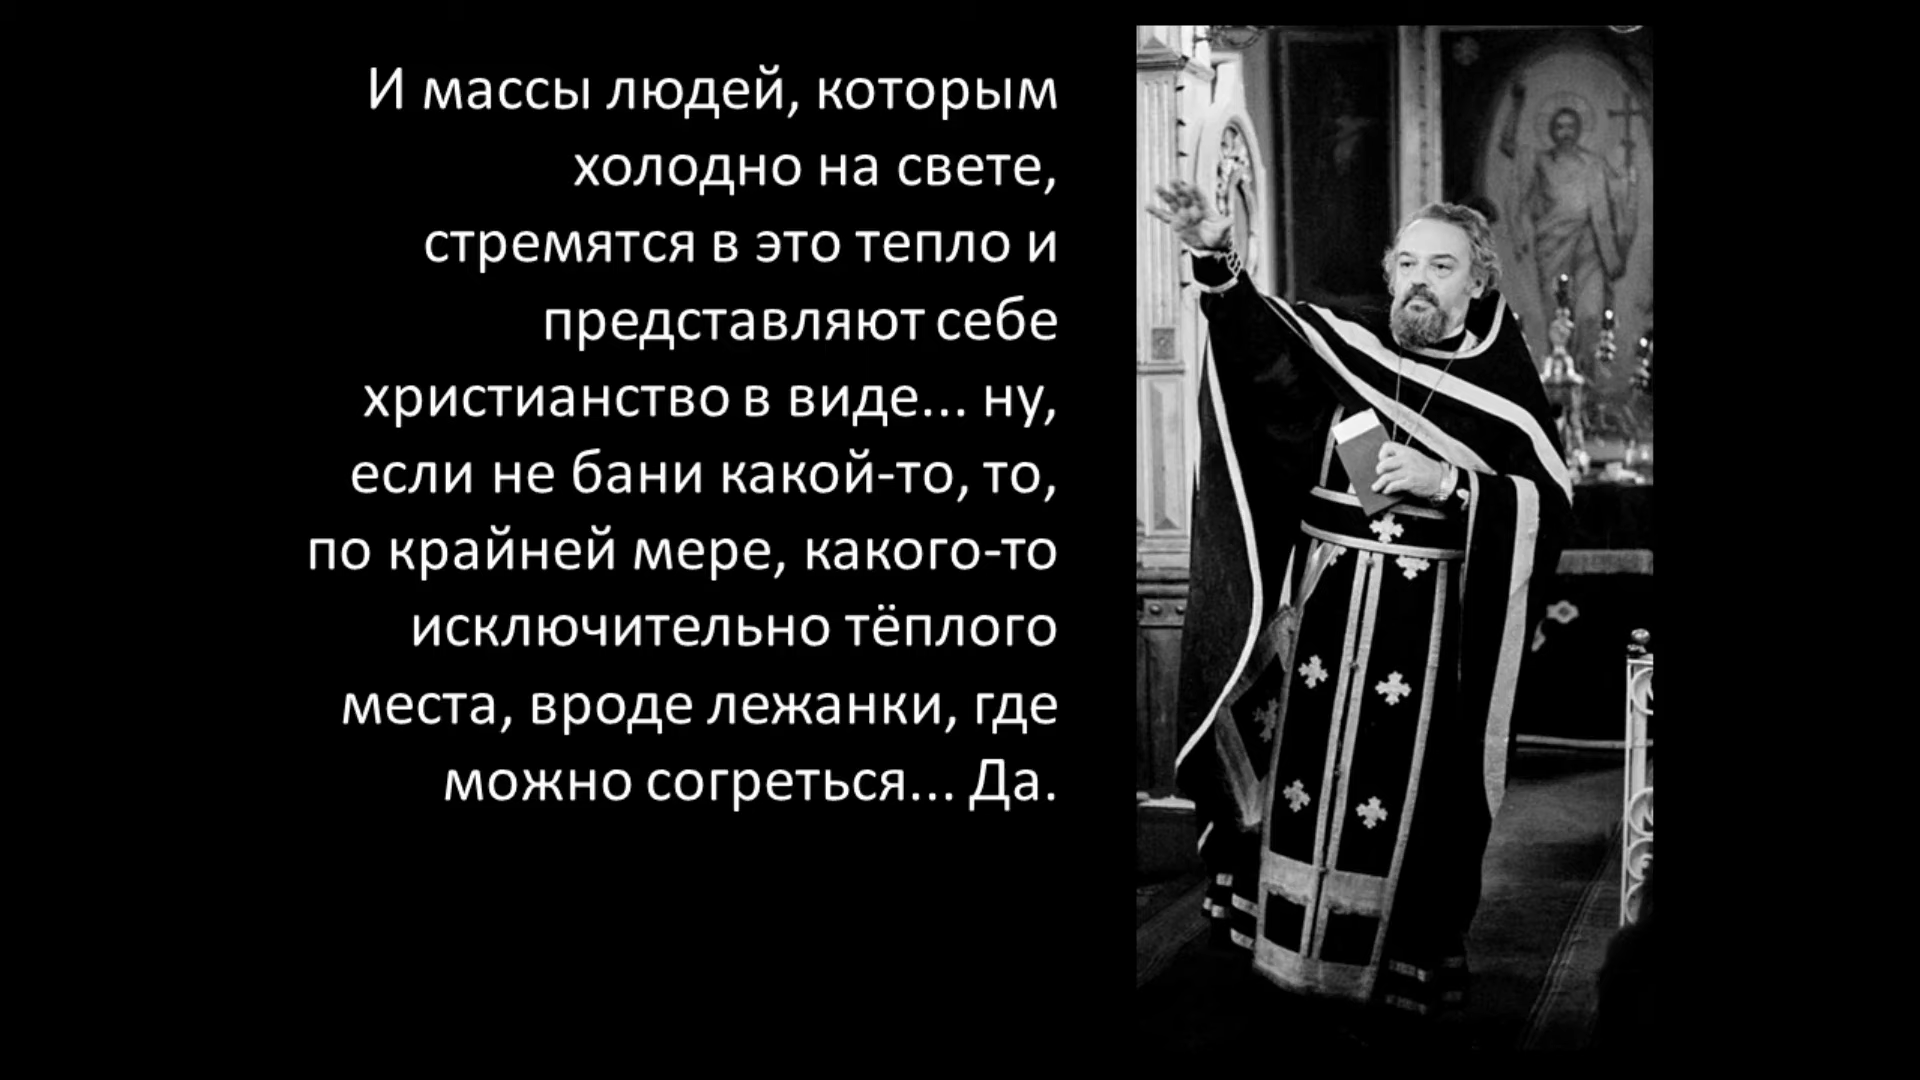 И массы людей, которым
холодно на свете,
стремятся в это тепло и
представляют себе
христианство в виде... ну,
если не бани какой-то, то,
по крайней мере, какого-то
исключительно тёплого
места, вроде лежанки, где
можно согреться... Да.